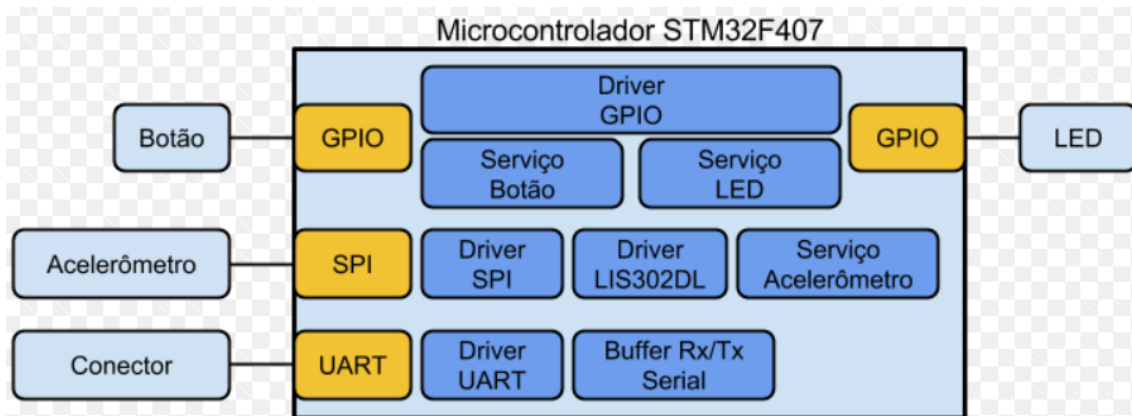 Microcontrolador STM32F407
Driver
GPIO
Botão
GPIO
GPIO
LED
Serviço
Botão
Serviço
LED
Acelerômetro
SPI
Driver
SPI
Driver
LIS302DL
Serviço
Acelerômetro
Conector
UART
Driver
UART
Buffer Rx/Tx
Serial